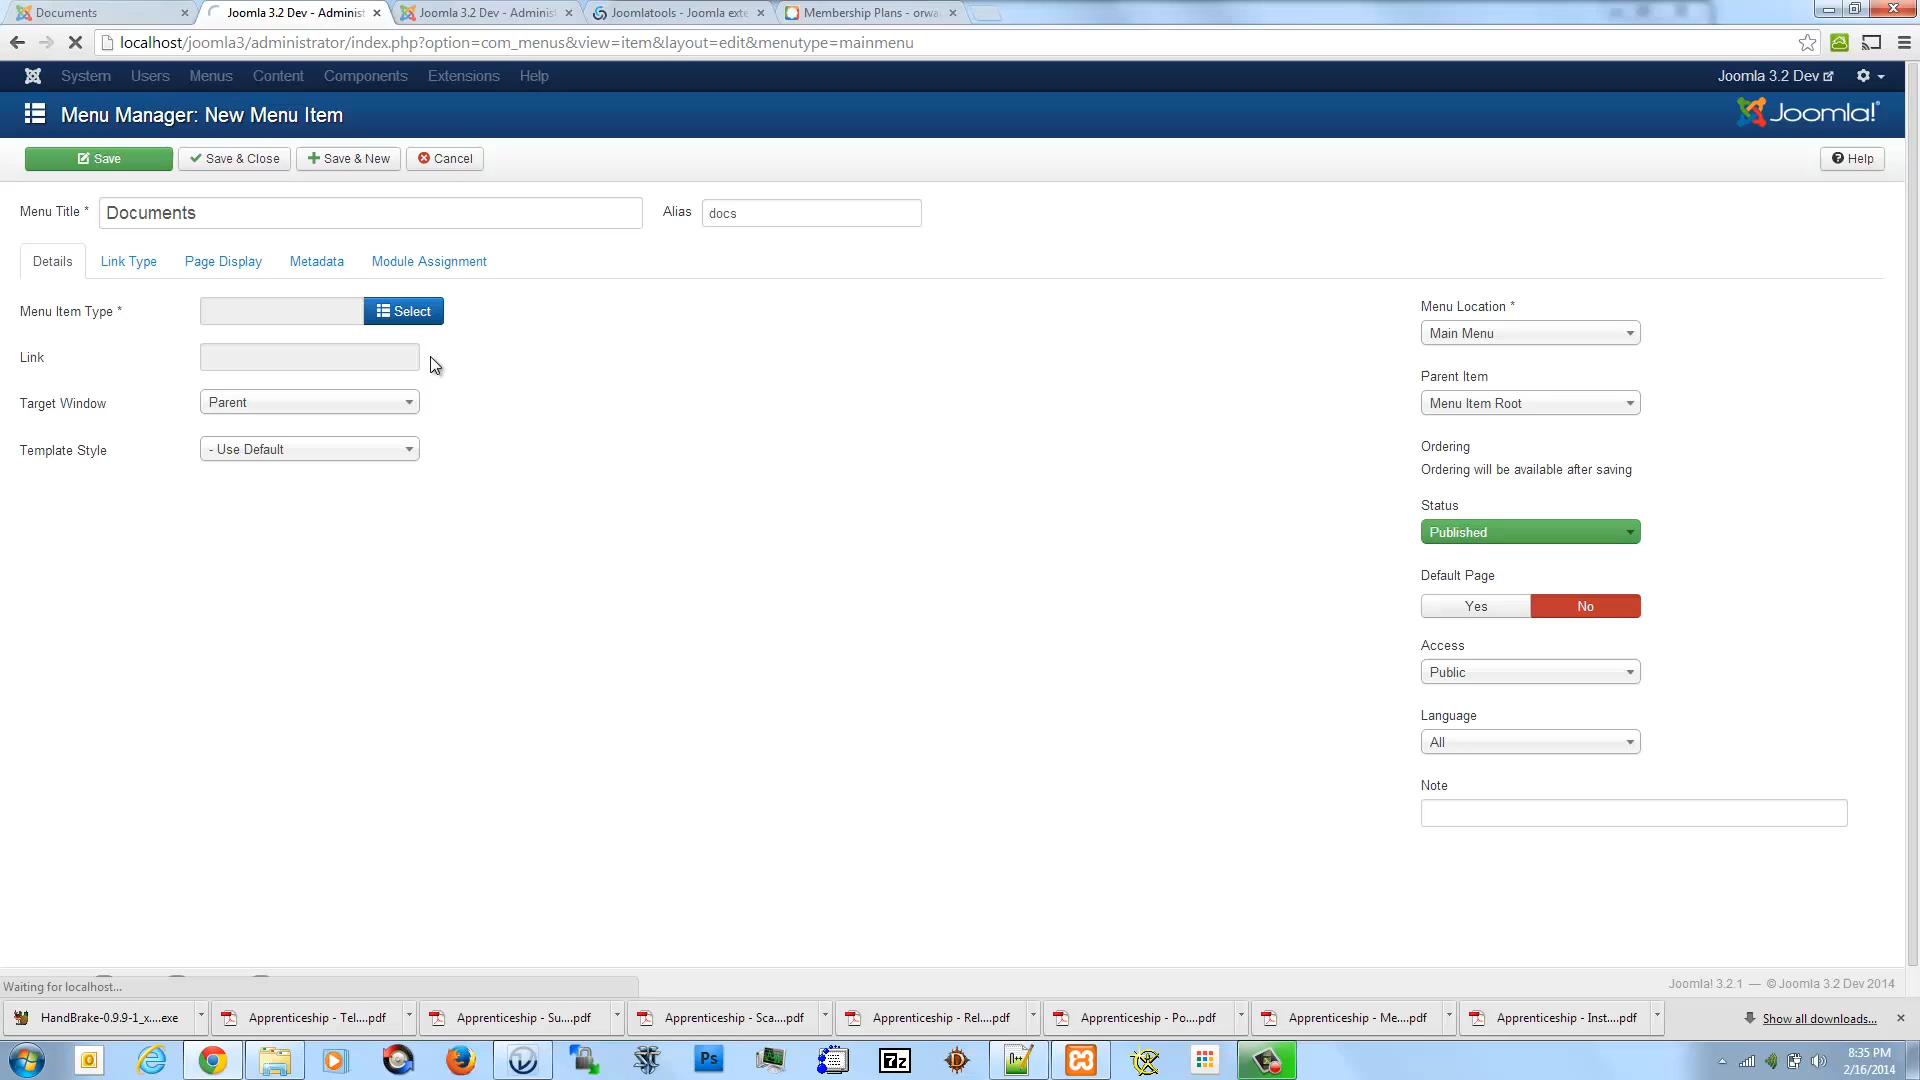 Documents
Joomla 3.2 Dev - Administ
Joomla 3.2 Dev - Administ
Joomlatools - Joomla exte
Membership Plans - orwa
localhost/joomla3/administrator/index.php?option=com_menus&view=item&layout=edit&menutype=mainmenu
System Users Menus Content Components Extensions Help
Joomla 3.2 Dev
Menu Manager: New Menu Item
Joomla!
Save
Save & Close
Save & New
Cancel
Help
Menu Title *
Documents
Alias
docs
Details
Link Type
Page Display
Metadata
Module Assignment
Menu Item Type *
Select
Link
Target Window
Parent
Template Style
- Use Default
Menu Location *
Main Menu
Parent Item
Menu Item Root
Ordering
Ordering will be available after saving
Status
Published
Default Page
Yes
No
Access
Public
Language
All
Note
Waiting for localhost...
Joomla! 3.2.1 — © Joomla 3.2 Dev 2014
HandBrake-0.9.9-1_x....exe
Apprenticeship - Tel....pdf
Apprenticeship - Su....pdf
Apprenticeship - Sca....pdf
Apprenticeship - Rel....pdf
Apprenticeship - Po....pdf
Apprenticeship - Me....pdf
Apprenticeship - Inst....pdf
Show all downloads...
Ps
7z
8:35 PM
2/16/2014